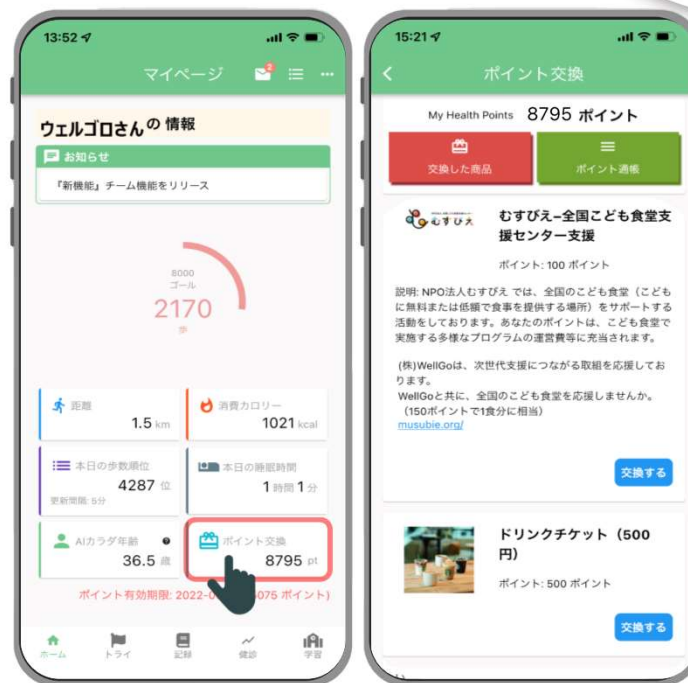 13:52
マイページ
2
ウェルゴロさんの 情報
お知らせ
『新機能』チーム機能をリリース
8000
ゴール
2170
歩
距離
1.5 km
消費カロリー
1021 kcal
本日の歩数順位
4287 位
更新間隔: 5分
本日の睡眠時間
1 時間 1 分
AIカラダ年齢
36.5 歳
ポイント交換
8795 pt
ポイント有効期限: 2022-0 5075 ポイント)
ホーム
トライ
記録
健診
学習
15:21
ポイント交換
My Health Points 8795 ポイント
交換した商品
ポイント通帳
むすびえ
むすびえ–全国こども食堂支
援センター支援
ポイント: 100 ポイント
説明: NPO法人むすびえ では、全国のこども食堂（こども
に無料または低額で食事を提供する場所）をサポートする
活動をしております。あなたのポイントは、こども食堂で
実施する多様なプログラムの運営費等に充当されます。
(株)WellGoは、次世代支援につながる取組を応援してお
ります。
WellGoと共に、全国のこども食堂を応援しませんか。
（150ポイントで1食分に相当）
musubie.org/
交換する
ドリンクチケット（500
円）
ポイント: 500 ポイント
交換する